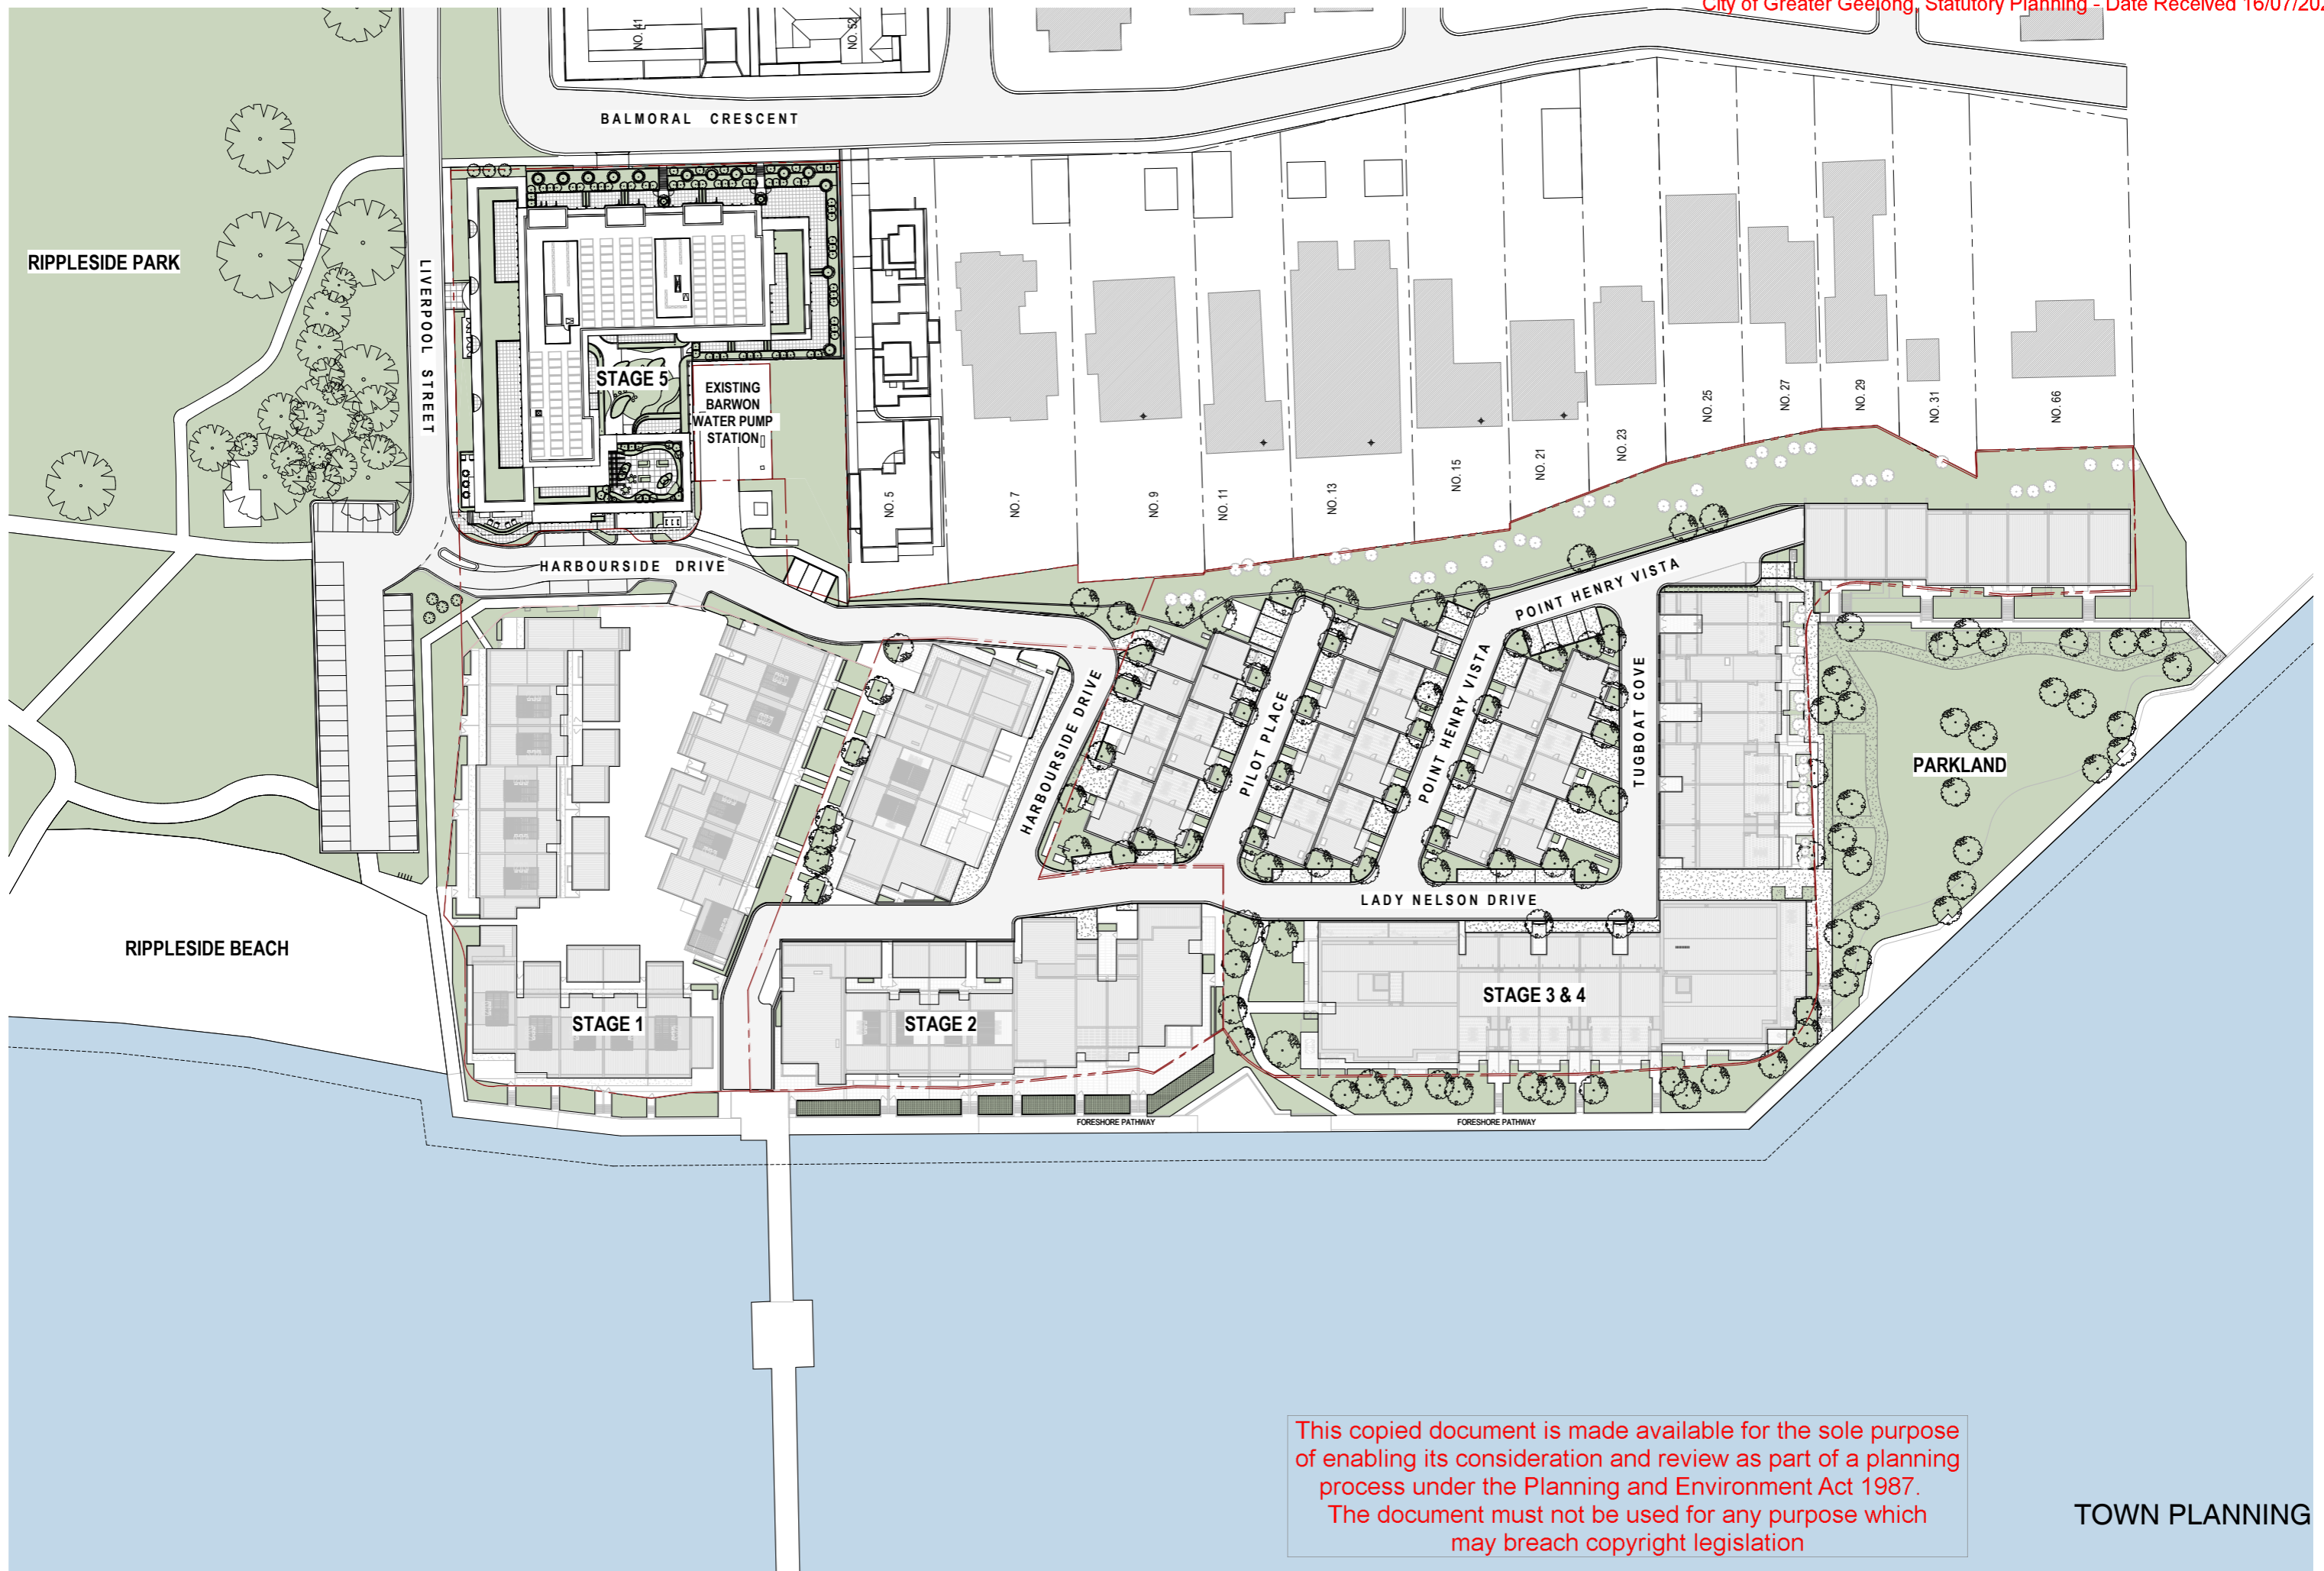 City of Greater Geelong, Statutory Planning - Date Received 16/07/202
NO. 41
NO. 52
BALMORAL CRESCENT
RIPPLESIDE PARK
LIVERPOOL STREET
STAGE 5
EXISTING
BARWON
WATER PUMP
STATION
NO. 5
NO. 7
NO. 9
NO. 11
NO. 13
NO. 15
NO. 21
NO. 23
NO. 25
NO. 27
NO. 29
NO. 31
NO. 66
HARBOURSIDE DRIVE
HARBOURSIDE DRIVE
PILOT PLACE
POINT HENRY VISTA
POINT HENRY VISTA
TUGBOAT COVE
PARKLAND
LADY NELSON DRIVE
RIPPLESIDE BEACH
STAGE 1
STAGE 2
STAGE 3 & 4
FORESHORE PATHWAY
FORESHORE PATHWAY
This copied document is made available for the sole purpose
of enabling its consideration and review as part of a planning
process under the Planning and Environment Act 1987.
The document must not be used for any purpose which
may breach copyright legislation
TOWN PLANNING